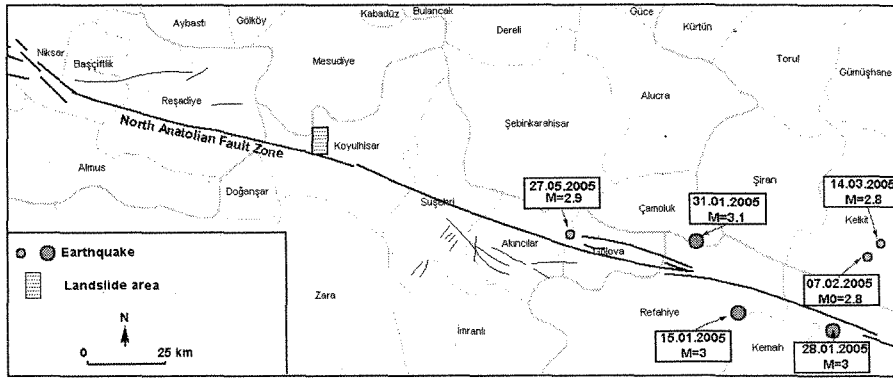 Kabadüz
Bulancak
Güce
Aybastı
Gölköy
Dereli
Kürtün
Niksar
Başçiftlik
Mesudiye
Torul
Gümüşhane
Reşadiye
Alucra
North Anatolian Fault Zone
Koyulhisar
Şebinkarahisar
Almus
Doğanşar
Suşehri
27.05.2005
M=2.9
Çamoluk
Şiran
31.01.2005
M=3.1
14.03.2005
M=2.8
Kelkit
Akıncılar
Gölova
Earthquake
Landslide area
Zara
07.02.2005
M0=2.8
Refahiye
N
İmranlı
15.01.2005
M=3
Kemah
28.01.2005
M=3
0 25 km